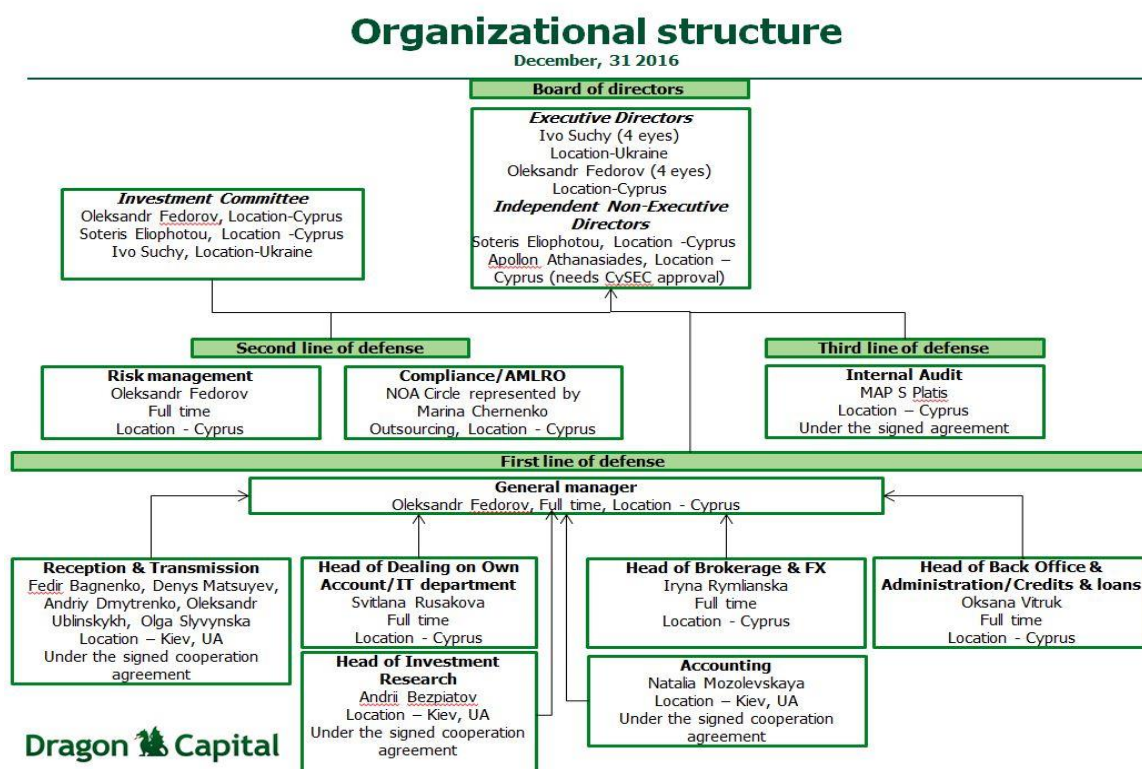 Organizational structure
December, 31 2016
Board of directors
Executive Directors
Ivo Suchy (4 eyes)
Location-Ukraine
Oleksandr Fedorov (4 eyes)
Location-Cyprus
Independent Non-Executive
Directors
Soteris Eliophotou, Location -Cyprus
Apollon Athanasiades, Location –
Cyprus (needs CySEC approval)
Investment Committee
Oleksandr Fedorov, Location-Cyprus
Soteris Eliophotou, Location -Cyprus
Ivo Suchy, Location-Ukraine
Second line of defense
Third line of defense
Risk management
Oleksandr Fedorov
Full time
Location - Cyprus
Compliance/AMLRO
NOA Circle represented by
Marina Chernenko
Outsourcing, Location - Cyprus
Internal Audit
MAP S Platis
Location – Cyprus
Under the signed agreement
First line of defense
General manager
Oleksandr Fedorov, Full time, Location - Cyprus
Reception & Transmission
Fedir Bagnenko, Denys Matsuyev,
Andriy Dmytrenko, Oleksandr
Ublinskykh, Olga Slyvynska
Location – Kiev, UA
Under the signed cooperation
agreement
Head of Dealing on Own
Account/IT department
Svitlana Rusakova
Full time
Location - Cyprus
Head of Brokerage & FX
Iryna Rymlianska
Full time
Location - Cyprus
Head of Back Office &
Administration/Credits & loans
Oksana Vitruk
Full time
Location - Cyprus
Head of Investment
Research
Andrii Bezpiatov
Location – Kiev, UA
Under the signed cooperation
agreement
Accounting
Natalia Mozolevskaya
Location – Kiev, UA
Under the signed cooperation
agreement
Dragon Capital